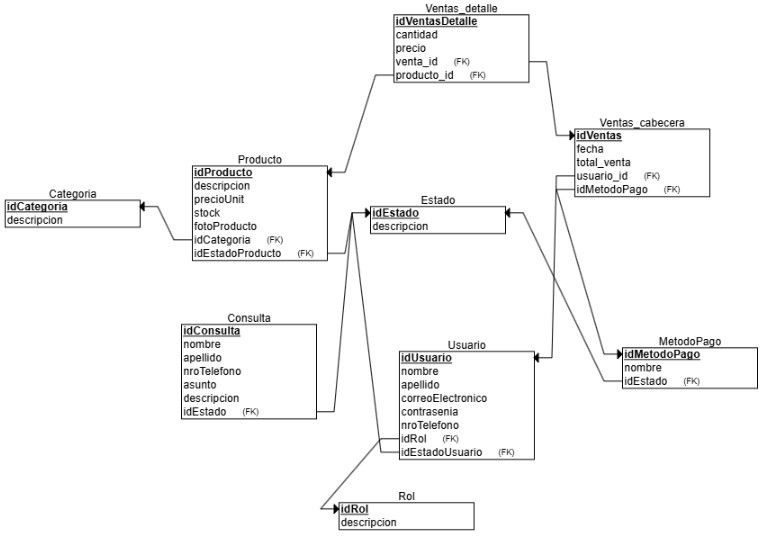 Ventas_detalle
idVentasDetalle
cantidad
precio
venta_id (FK)
producto_id (FK)
Ventas_cabecera
idVentas
fecha
total_venta
usuario_id (FK)
idMetodoPago (FK)
Producto
idProducto
descripcion
precioUnit
stock
fotoProducto
idCategoria (FK)
idEstadoProducto (FK)
Categoria
idCategoria
descripcion
Estado
idEstado
descripcion
Consulta
idConsulta
nombre
apellido
nroTelefono
asunto
descripcion
idEstado (FK)
Usuario
idUsuario
nombre
apellido
correoElectronico
contrasenia
nroTelefono
idRol (FK)
idEstadoUsuario (FK)
MetodoPago
idMetodoPago
nombre
idEstado (FK)
Rol
idRol
descripcion